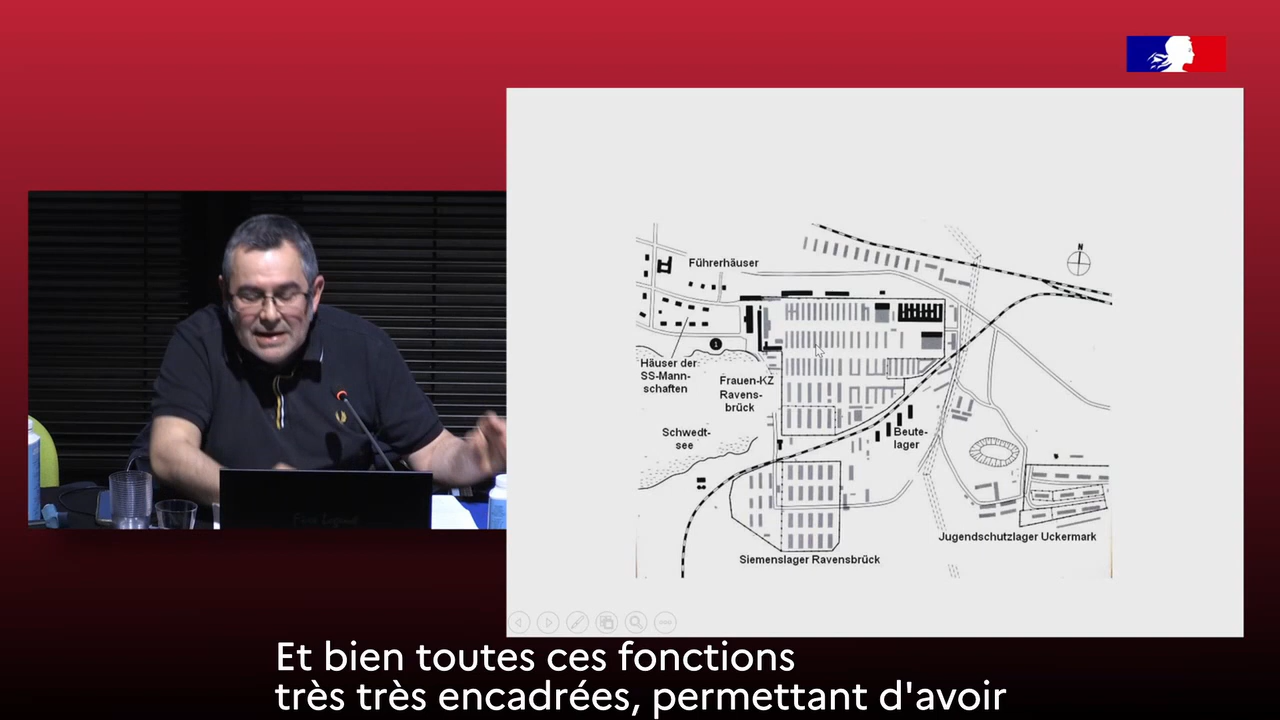 N
Führerhäuser
1
Häuser der
SS-Mann-
schaften
Frauen-KZ
Ravens-
brück
Schwedt-
see
Beute-
lager
Jugendschutzlager Uckermark
Siemenslager Ravensbrück
Et bien toutes ces fonctions
très très encadrées, permettant d'avoir